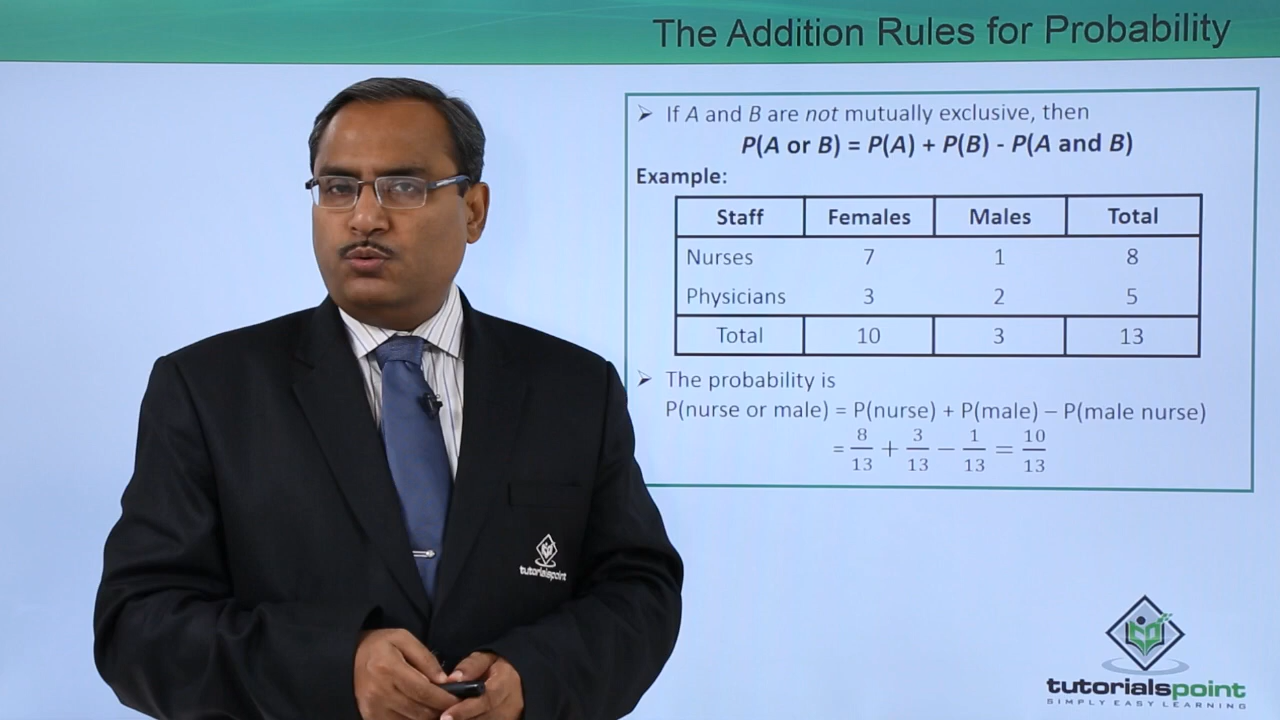 The Addition Rules for Probability
➢ If A and B are not mutually exclusive, then
P(A or B) = P(A) + P(B) - P(A and B)
Example:
Staff Females Males Total
Nurses 7 1 8
Physicians 3 2 5
Total 10 3 13
➢ The probability is
P(nurse or male) = P(nurse) + P(male) – P(male nurse)
= 8/13 + 3/13 − 1/13 = 10/13
tutorialspoint
tutorialspoint
SIMPLY EASY LEARNING